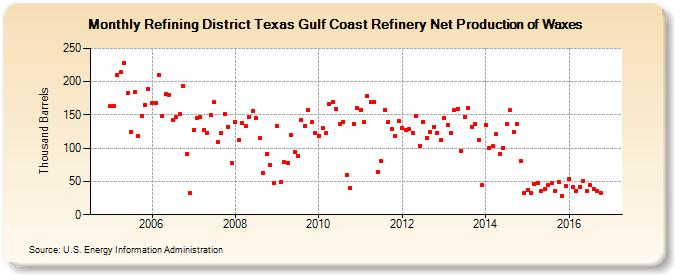 Monthly Refining District Texas Gulf Coast Refinery Net Production of Waxes
Thousand Barrels
250
200
150
100
50
0
2006 2008 2010 2012 2014 2016
Source: U.S. Energy Information Administration